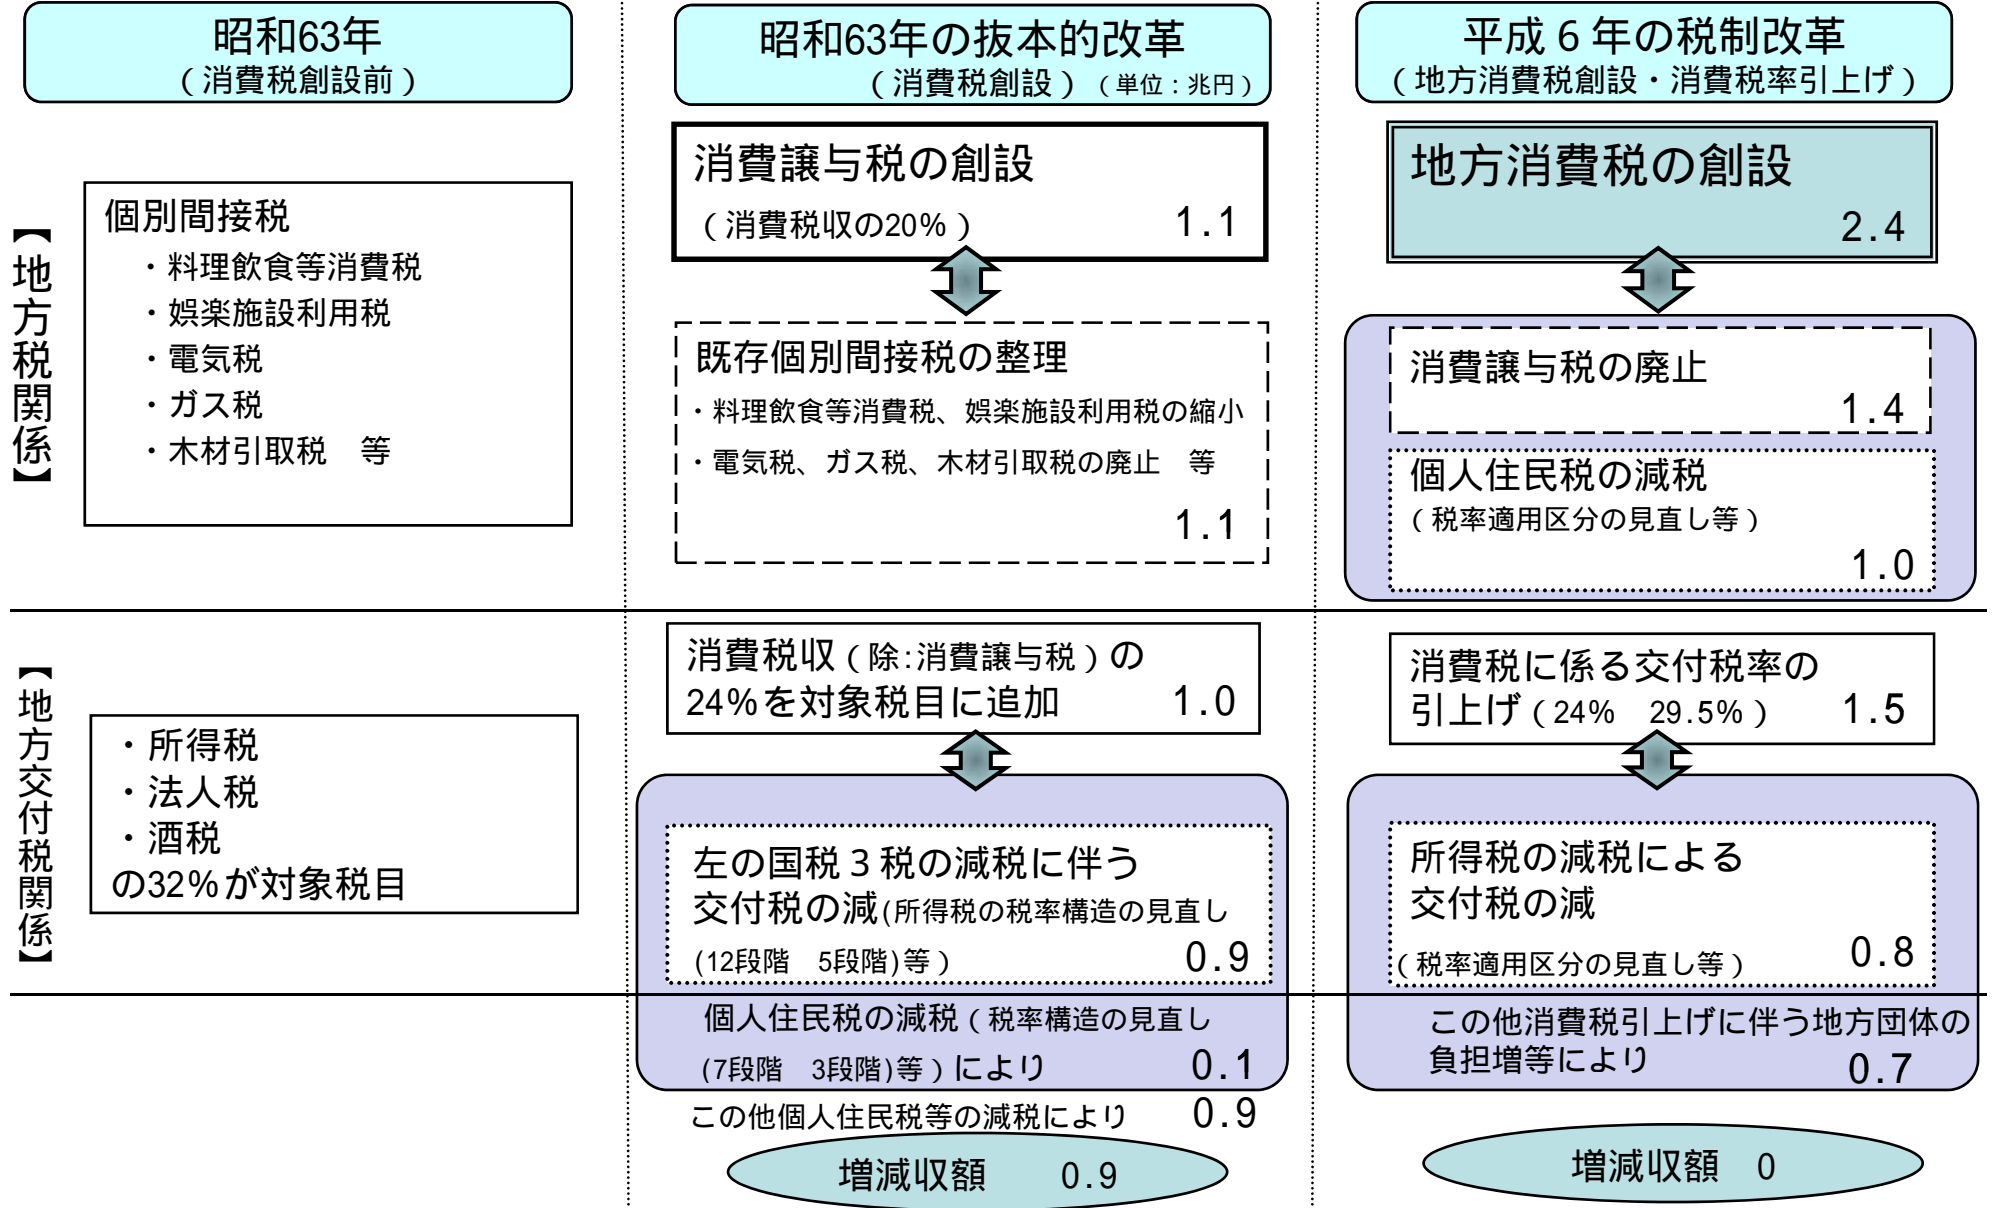 昭和63年
（消費税創設前）
昭和63年の抜本的改革
（消費税創設）（単位：兆円）
平成６年の税制改革
（地方消費税創設・消費税率引上げ）
【地方税関係】
個別間接税
・料理飲食等消費税
・娯楽施設利用税
・電気税
・ガス税
・木材引取税　等
消費譲与税の創設
（消費税収の20%）　1.1
既存個別間接税の整理
・料理飲食等消費税、娯楽施設利用税の縮小
・電気税、ガス税、木材引取税の廃止　等
1.1
地方消費税の創設
2.4
消費譲与税の廃止
1.4
個人住民税の減税
（税率適用区分の見直し等）
1.0
【地方交付税関係】
・所得税
・法人税
・酒税
の32%が対象税目
消費税収（除:消費譲与税）の
24%を対象税目に追加　1.0
左の国税３税の減税に伴う
交付税の減(所得税の税率構造の見直し
(12段階　5段階)等）　0.9
個人住民税の減税（税率構造の見直し
(7段階　3段階)等）により　0.1
この他個人住民税等の減税により　0.9
増減収額　0.9
消費税に係る交付税率の
引上げ（24%　29.5%）　1.5
所得税の減税による
交付税の減
（税率適用区分の見直し等）　0.8
この他消費税引上げに伴う地方団体の
負担増等により　0.7
増減収額　0